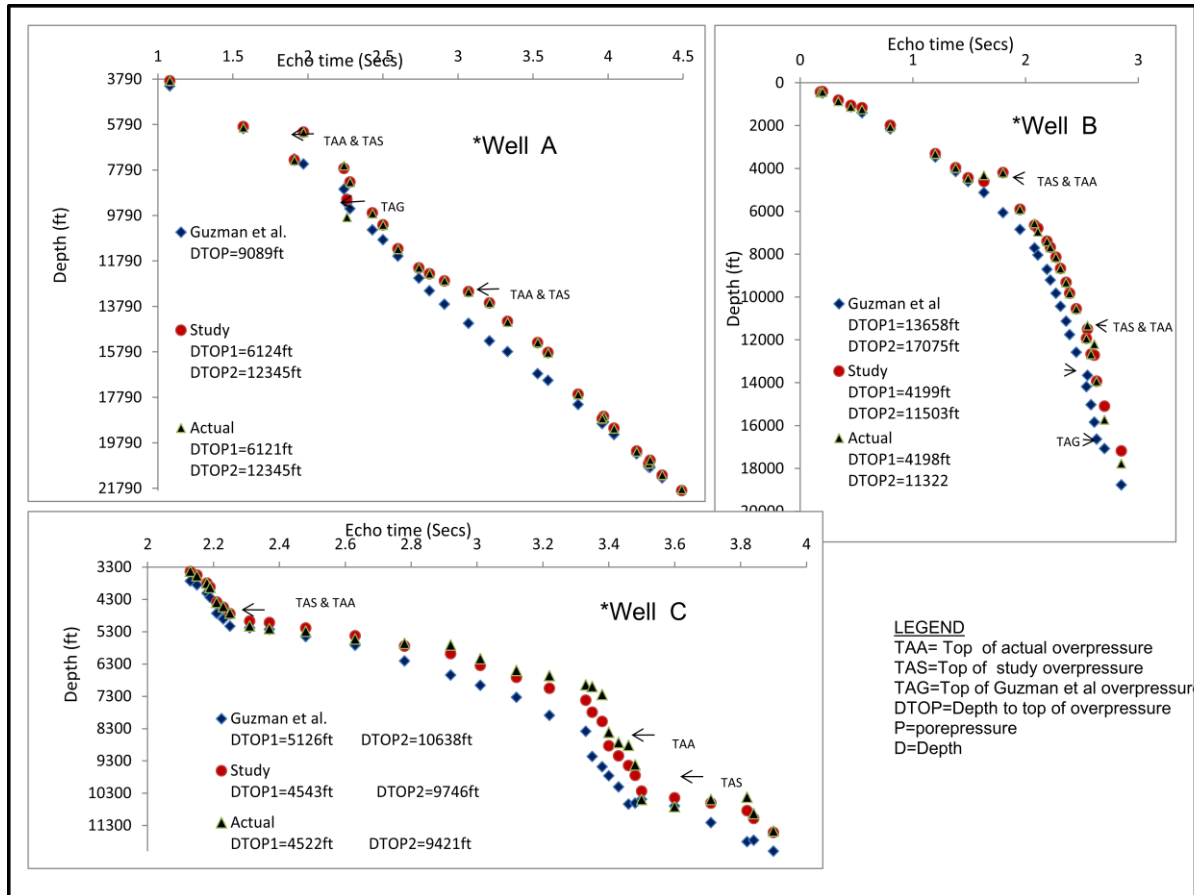 Echo time (Secs)
1 1.5 2 2.5 3 3.5 4 4.5
3790
5790
7790
9790
11790
13790
15790
17790
19790
21790
Depth (ft)
*Well A
TAA & TAS
TAG
TAA & TAS
Guzman et al.
DTOP=9089ft
Study
DTOP1=6124ft
DTOP2=12345ft
Actual
DTOP1=6121ft
DTOP2=12345ft
Echo time (Secs)
0 1 2 3
0
2000
4000
6000
8000
10000
12000
14000
16000
18000
20000
Depth (ft)
*Well B
TAS & TAA
TAS & TAA
TAG
Guzman et al
DTOP1=13658ft
DTOP2=17075ft
Study
DTOP1=4199ft
DTOP2=11503ft
Actual
DTOP1=4198ft
DTOP2=11322
Echo time (Secs)
2 2.2 2.4 2.6 2.8 3 3.2 3.4 3.6 3.8 4
3300
4300
5300
6300
7300
8300
9300
10300
11300
Depth (ft)
*Well C
TAS & TAA
TAA
TAS
Guzman et al.
DTOP1=5126ft DTOP2=10638ft
Study
DTOP1=4543ft DTOP2=9746ft
Actual
DTOP1=4522ft DTOP2=9421ft
LEGEND
TAA= Top of actual overpressure
TAS=Top of study overpressure
TAG=Top of Guzman et al overpressure
DTOP=Depth to top of overpressure
P=porepressure
D=Depth